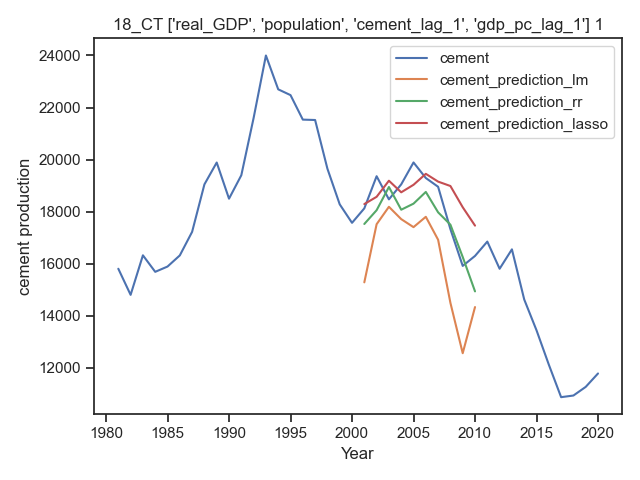 18_CT ['real_GDP', 'population', 'cement_lag_1', 'gdp_pc_lag_1'] 1
cement
cement_prediction_lm
cement_prediction_rr
cement_prediction_lasso
24000
22000
20000
18000
16000
14000
12000
cement production
1980 1985 1990 1995 2000 2005 2010 2015 2020
Year